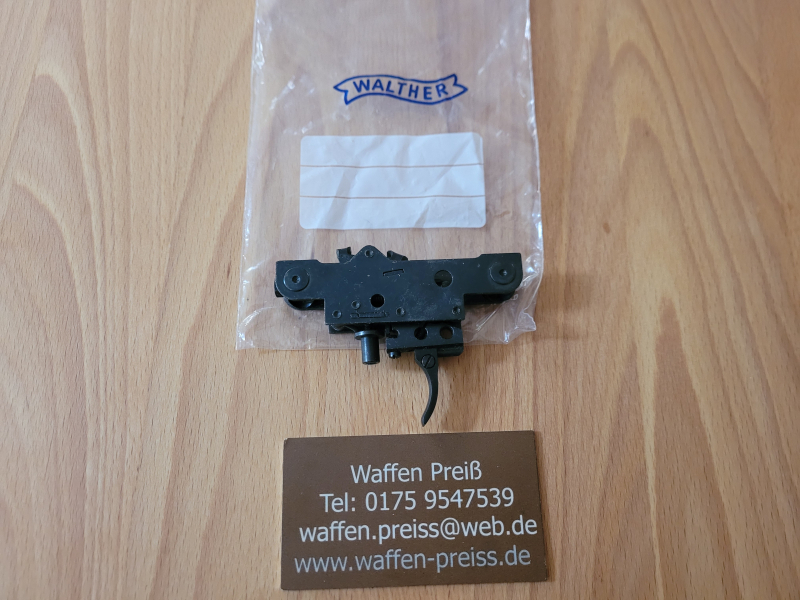 WALTHER
Waffen Preiß
Tel: 0175 9547539
waffen.preiss@web.de
www.waffen-preiss.de